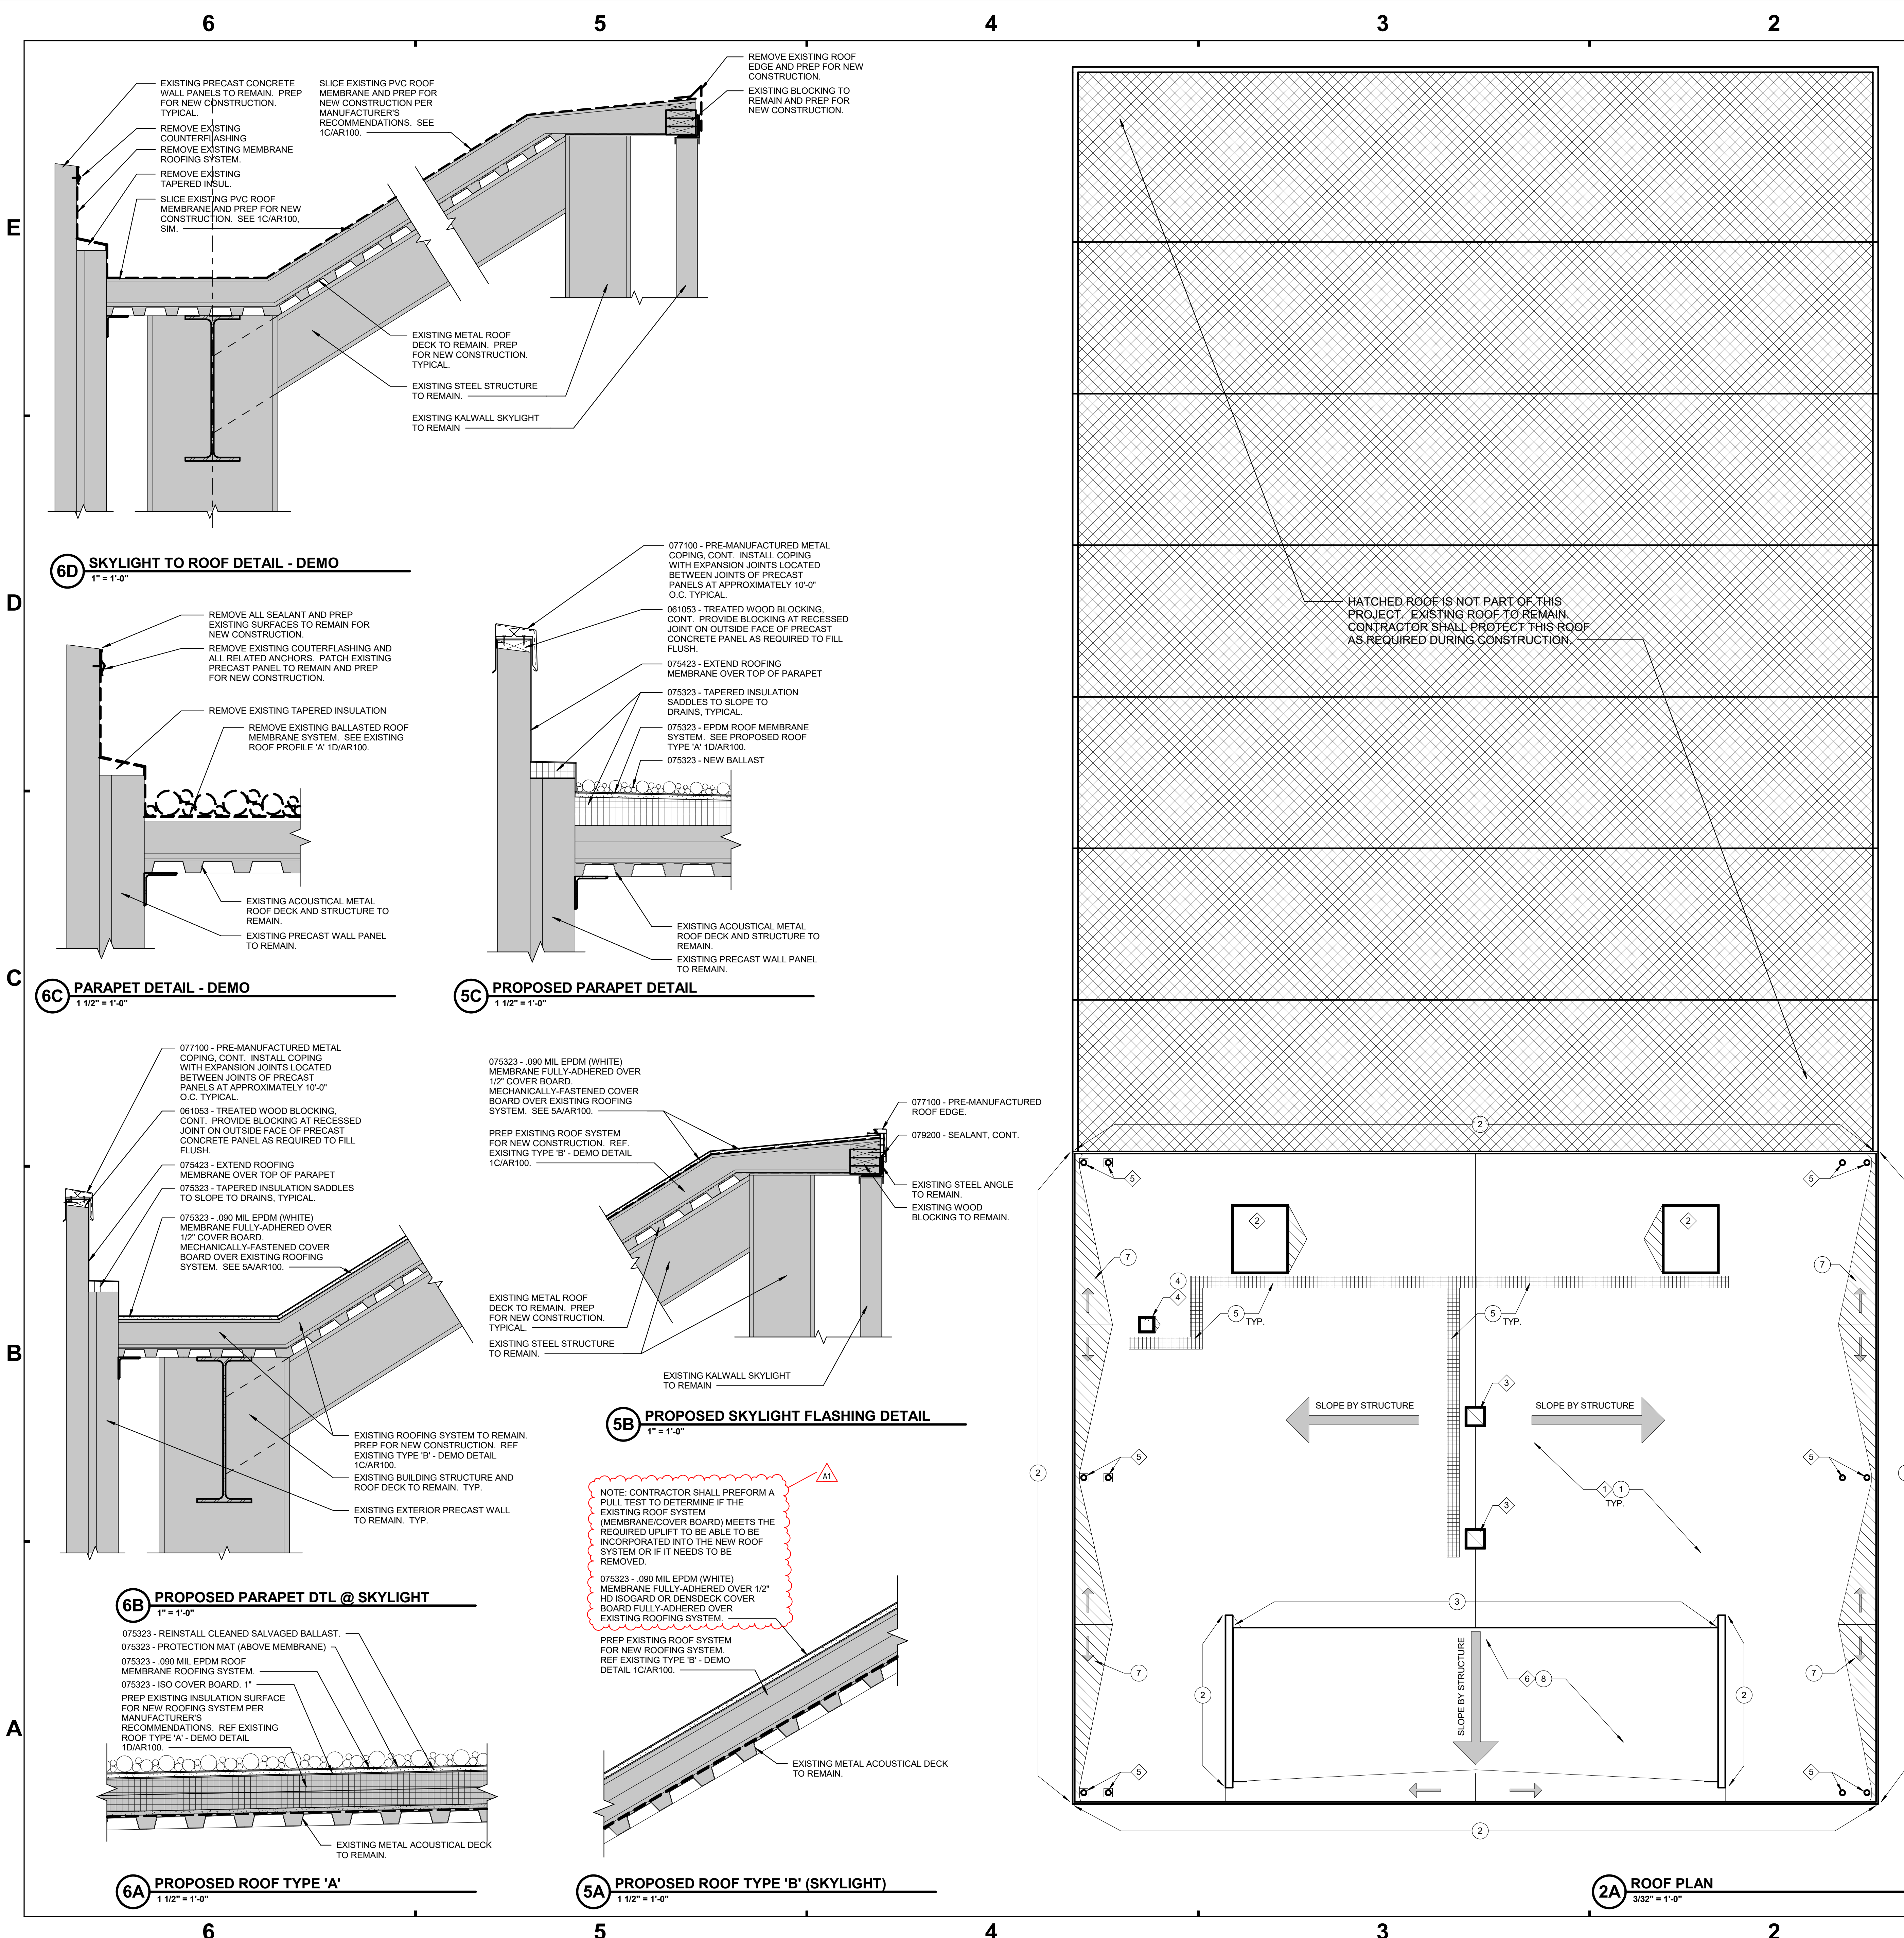 6
5
4
3
2
E
D
C
B
A
EXISTING PRECAST CONCRETE
WALL PANELS TO REMAIN. PREP
FOR NEW CONSTRUCTION.
TYPICAL.
REMOVE EXISTING
COUNTERFLASHING
REMOVE EXISTING MEMBRANE
ROOFING SYSTEM.
REMOVE EXISTING
TAPERED INSUL.
SLICE EXISTING PVC ROOF
MEMBRANE AND PREP FOR NEW
CONSTRUCTION. SEE 1C/AR100,
SIM.
SLICE EXISTING PVC ROOF
MEMBRANE AND PREP FOR
NEW CONSTRUCTION PER
MANUFACTURER'S
RECOMMENDATIONS. SEE
1C/AR100.
REMOVE EXISTING ROOF
EDGE AND PREP FOR NEW
CONSTRUCTION.
EXISTING BLOCKING TO
REMAIN AND PREP FOR
NEW CONSTRUCTION.
EXISTING METAL ROOF
DECK TO REMAIN. PREP
FOR NEW CONSTRUCTION.
TYPICAL.
EXISTING STEEL STRUCTURE
TO REMAIN.
EXISTING KALWALL SKYLIGHT
TO REMAIN
6D SKYLIGHT TO ROOF DETAIL - DEMO
1" = 1'-0"
REMOVE ALL SEALANT AND PREP
EXISTING SURFACES TO REMAIN FOR
NEW CONSTRUCTION.
REMOVE EXISTING COUTERFLASHING AND
ALL RELATED ANCHORS. PATCH EXISTING
PRECAST PANEL TO REMAIN AND PREP
FOR NEW CONSTRUCTION.
REMOVE EXISTING TAPERED INSULATION
REMOVE EXISTING BALLASTED ROOF
MEMBRANE SYSTEM. SEE EXISTING
ROOF PROFILE 'A' 1D/AR100.
EXISTING ACOUSTICAL METAL
ROOF DECK AND STRUCTURE TO
REMAIN.
EXISTING PRECAST WALL PANEL
TO REMAIN.
6C PARAPET DETAIL - DEMO
1 1/2" = 1'-0"
077100 - PRE-MANUFACTURED METAL
COPING, CONT. INSTALL COPING
WITH EXPANSION JOINTS LOCATED
BETWEEN JOINTS OF PRECAST
PANELS AT APPROXIMATELY 10'-0"
O.C. TYPICAL.
061053 - TREATED WOOD BLOCKING,
CONT. PROVIDE BLOCKING AT RECESSED
JOINT ON OUTSIDE FACE OF PRECAST
CONCRETE PANEL AS REQUIRED TO FILL
FLUSH.
075423 - EXTEND ROOFING
MEMBRANE OVER TOP OF PARAPET
075323 - TAPERED INSULATION
SADDLES TO SLOPE TO
DRAINS, TYPICAL.
075323 - EPDM ROOF MEMBRANE
SYSTEM. SEE PROPOSED ROOF
TYPE 'A' 1D/AR100.
075323 - NEW BALLAST
EXISTING ACOUSTICAL METAL
ROOF DECK AND STRUCTURE TO
REMAIN.
EXISTING PRECAST WALL PANEL
TO REMAIN.
5C PROPOSED PARAPET DETAIL
1 1/2" = 1'-0"
077100 - PRE-MANUFACTURED METAL
COPING, CONT. INSTALL COPING
WITH EXPANSION JOINTS LOCATED
BETWEEN JOINTS OF PRECAST
PANELS AT APPROXIMATELY 10'-0"
O.C. TYPICAL.
061053 - TREATED WOOD BLOCKING,
CONT. PROVIDE BLOCKING AT RECESSED
JOINT ON OUTSIDE FACE OF PRECAST
CONCRETE PANEL AS REQUIRED TO FILL
FLUSH.
075423 - EXTEND ROOFING
MEMBRANE OVER TOP OF PARAPET
075323 - TAPERED INSULATION SADDLES
TO SLOPE TO DRAINS, TYPICAL.
075323 - .090 MIL EPDM (WHITE)
MEMBRANE FULLY-ADHERED OVER
1/2" COVER BOARD.
MECHANICALLY-FASTENED COVER
BOARD OVER EXISTING ROOFING
SYSTEM. SEE 5A/AR100.
EXISTING ROOFING SYSTEM TO REMAIN.
PREP FOR NEW CONSTRUCTION. REF
EXISTING TYPE 'B' - DEMO DETAIL
1C/AR100.
EXISTING BUILDING STRUCTURE AND
ROOF DECK TO REMAIN. TYP.
EXISTING EXTERIOR PRECAST WALL
TO REMAIN. TYP.
6B PROPOSED PARAPET DTL @ SKYLIGHT
1" = 1'-0"
075323 - .090 MIL EPDM (WHITE)
MEMBRANE FULLY-ADHERED OVER
1/2" COVER BOARD.
MECHANICALLY-FASTENED COVER
BOARD OVER EXISTING ROOFING
SYSTEM. SEE 5A/AR100.
PREP EXISTING ROOF SYSTEM
FOR NEW CONSTRUCTION. REF.
EXISITNG TYPE 'B' - DEMO DETAIL
1C/AR100.
077100 - PRE-MANUFACTURED
ROOF EDGE.
079200 - SEALANT, CONT.
EXISTING STEEL ANGLE
TO REMAIN.
EXISTING WOOD
BLOCKING TO REMAIN.
EXISTING METAL ROOF
DECK TO REMAIN. PREP
FOR NEW CONSTRUCTION.
TYPICAL.
EXISTING STEEL STRUCTURE
TO REMAIN.
EXISTING KALWALL SKYLIGHT
TO REMAIN
5B PROPOSED SKYLIGHT FLASHING DETAIL
1" = 1'-0"
A1
NOTE: CONTRACTOR SHALL PREFORM A
PULL TEST TO DETERMINE IF THE
EXISTING ROOF SYSTEM
(MEMBRANE/COVER BOARD) MEETS THE
REQUIRED UPLIFT TO BE ABLE TO BE
INCORPORATED INTO THE NEW ROOF
SYSTEM OR IF IT NEEDS TO BE
REMOVED.
075323 - .090 MIL EPDM (WHITE)
MEMBRANE FULLY-ADHERED OVER 1/2"
HD ISOGARD OR DENSDECK COVER
BOARD FULLY-ADHERED OVER
EXISTING ROOFING SYSTEM.
PREP EXISTING ROOF SYSTEM
FOR NEW ROOFING SYSTEM.
REF EXISTING TYPE 'B' - DEMO
DETAIL 1C/AR100.
EXISTING METAL ACOUSTICAL DECK
TO REMAIN.
5A PROPOSED ROOF TYPE 'B' (SKYLIGHT)
1 1/2" = 1'-0"
075323 - REINSTALL CLEANED SALVAGED BALLAST.
075323 - PROTECTION MAT (ABOVE MEMBRANE)
075323 - .090 MIL EPDM ROOF
MEMBRANE ROOFING SYSTEM.
075323 - ISO COVER BOARD. 1"
PREP EXISTING INSULATION SURFACE
FOR NEW ROOFING SYSTEM PER
MANUFACTURER'S
RECOMMENDATIONS. REF EXISTING
ROOF TYPE 'A' - DEMO DETAIL
1D/AR100.
EXISTING METAL ACOUSTICAL DECK
TO REMAIN.
6A PROPOSED ROOF TYPE 'A'
1 1/2" = 1'-0"
HATCHED ROOF IS NOT PART OF THIS
PROJECT. EXISTING ROOF TO REMAIN.
CONTRACTOR SHALL PROTECT THIS ROOF
AS REQUIRED DURING CONSTRUCTION.
2
5
5
2
2
7
7
4
4
5
TYP.
5
TYP.
3
SLOPE BY STRUCTURE
SLOPE BY STRUCTURE
5
5
2
1 1
TYP.
3
3
SLOPE BY STRUCTURE
6 8
7
7
2
2
5
5
2
2A ROOF PLAN
3/32" = 1'-0"
6
5
4
3
2